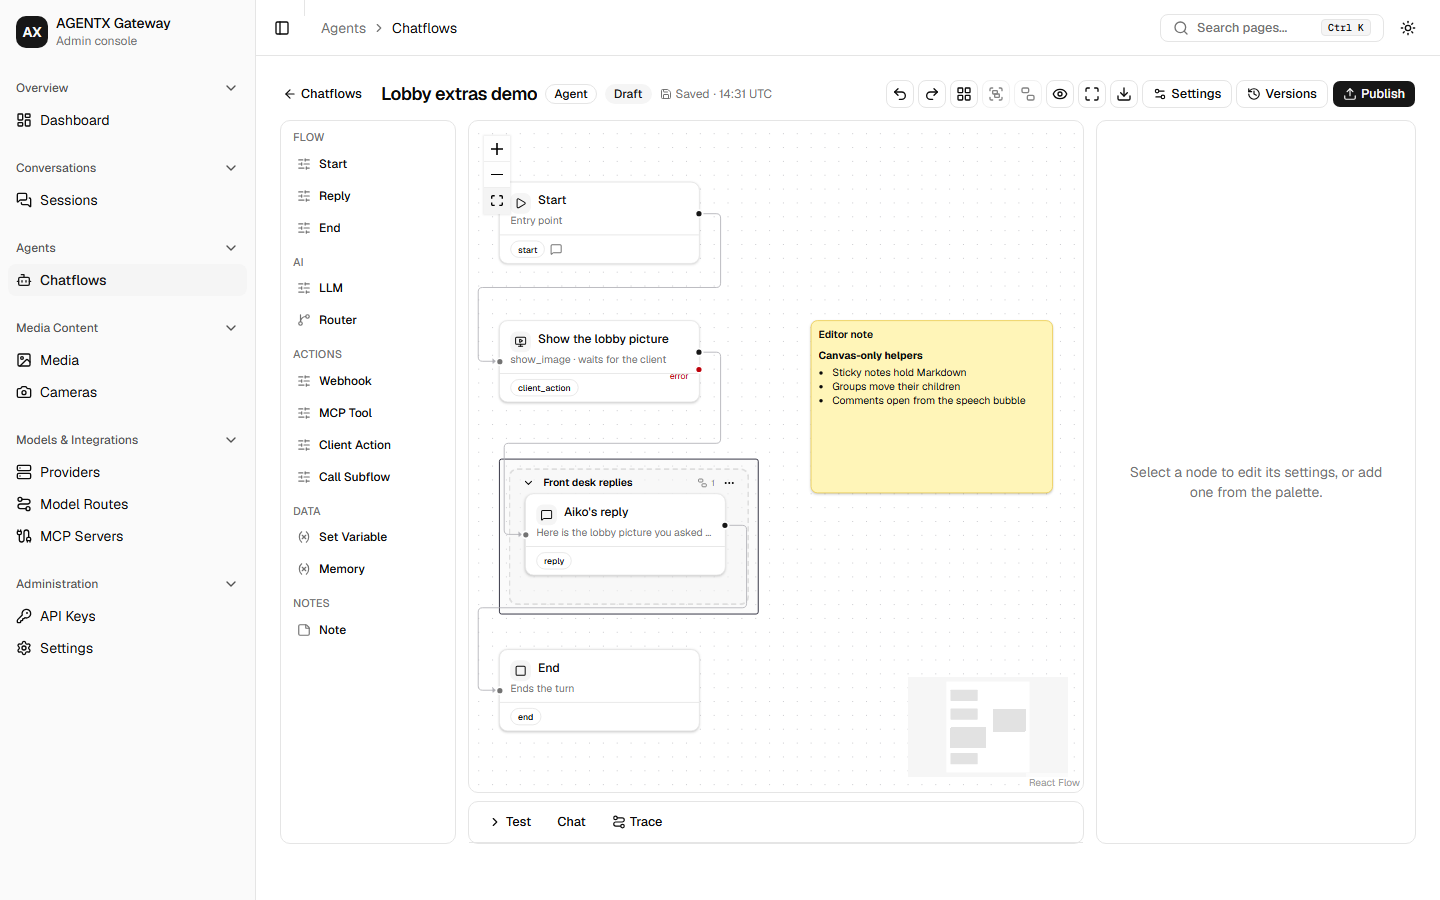 AX
AGENTX Gateway
Admin console
Overview
Dashboard
Conversations
Sessions
Agents
Chatflows
Media Content
Media
Cameras
Models & Integrations
Providers
Model Routes
MCP Servers
Administration
API Keys
Settings
Agents > Chatflows
Search pages...
Ctrl K
Chatflows
Lobby extras demo
Agent
Draft
Saved · 14:31 UTC
Settings
Versions
Publish
FLOW
Start
Reply
End
AI
LLM
Router
ACTIONS
Webhook
MCP Tool
Client Action
Call Subflow
DATA
Set Variable
Memory
NOTES
Note
Start
Entry point
start
Show the lobby picture
show_image · waits for the client
error
client_action
Front desk replies
1
Aiko's reply
Here is the lobby picture you asked ...
reply
End
Ends the turn
end
Editor note
Canvas-only helpers
• Sticky notes hold Markdown
• Groups move their children
• Comments open from the speech bubble
React Flow
Test
Chat
Trace
Select a node to edit its settings, or add
one from the palette.